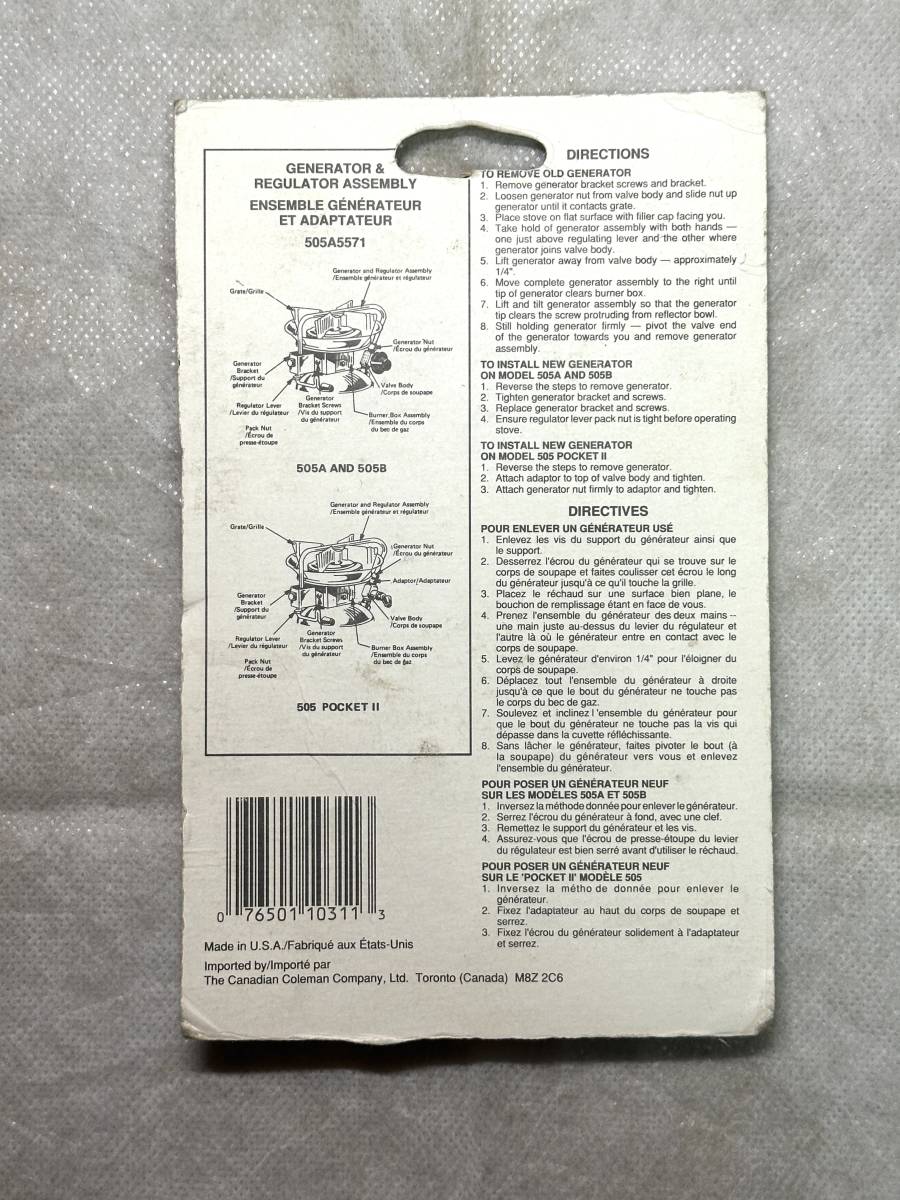 GENERATOR &
REGULATOR ASSEMBLY
ENSEMBLE GÉNÉRATEUR
ET ADAPTATEUR
505A5571
Generator and Regulator Assembly
/Ensemble générateur et régulateur
Grate/Grille
Generator Nut
/Écrou du générateur
Generator
Bracket
/Support du
générateur
Valve Body
/Corps de soupape
Regulator Lever
/Levier du régulateur
Generator
Bracket Screws
/Vis du support
du générateur
Burner Box Assembly
/Ensemble du corps
du bec de gaz
Pack Nut
/Écrou de
presse-étoupe
505A AND 505B
Generator and Regulator Assembly
/Ensemble générateur et régulateur
Grate/Grille
Generator Nut
/Écrou du générateur
Adaptor/Adaptateur
Generator
Bracket
/Support du
générateur
Valve Body
/Corps de soupape
Regulator Lever
/Levier du régulateur
Generator
Bracket Screws
/Vis du support
du générateur
Burner Box Assembly
/Ensemble du corps
du bec de gaz
Pack Nut
/Écrou de
presse-étoupe
505 POCKET II
0 76501 10311 3
Made in U.S.A./Fabriqué aux États-Unis
Imported by/Importé par
The Canadian Coleman Company, Ltd. Toronto (Canada) M8Z 2C6
DIRECTIONS
TO REMOVE OLD GENERATOR
1. Remove generator bracket screws and bracket.
2. Loosen generator nut from valve body and slide nut up
generator until it contacts grate.
3. Place stove on flat surface with filler cap facing you.
4. Take hold of generator assembly with both hands —
one just above regulating lever and the other where
generator joins valve body.
5. Lift generator away from valve body — approximately
1/4".
6. Move complete generator assembly to the right until
tip of generator clears burner box.
7. Lift and tilt generator assembly so that the generator
tip clears the screw protruding from reflector bowl.
8. Still holding generator firmly — pivot the valve end
of the generator towards you and remove generator
assembly.
TO INSTALL NEW GENERATOR
ON MODEL 505A AND 505B
1. Reverse the steps to remove generator.
2. Tighten generator bracket and screws.
3. Replace generator bracket and screws.
4. Ensure regulator lever pack nut is tight before operating
stove.
TO INSTALL NEW GENERATOR
ON MODEL 505 POCKET II
1. Reverse the steps to remove generator.
2. Attach adaptor to top of valve body and tighten.
3. Attach generator nut firmly to adaptor and tighten.
DIRECTIVES
POUR ENLEVER UN GÉNÉRATEUR USÉ
1. Enlevez les vis du support du générateur ainsi que
le support.
2. Desserrez l'écrou du générateur qui se trouve sur le
corps de soupape et faites coulisser cet écrou le long
du générateur jusqu'à ce qu'il touche la grille.
3. Placez le réchaud sur une surface bien plane, le
bouchon de remplissage étant en face de vous.
4. Prenez l'ensemble du générateur des deux mains --
une main juste au-dessus du levier du régulateur et
l'autre là où le générateur entre en contact avec le
corps de soupape.
5. Levez le générateur d'environ 1/4" pour l'éloigner du
corps de soupape.
6. Déplacez tout l'ensemble du générateur à droite
jusqu'à ce que le bout du générateur ne touche pas
le corps du bec de gaz.
7. Soulevez et inclinez l'ensemble du générateur pour
que le bout du générateur ne touche pas la vis qui
dépasse dans la cuvette réfléchissante.
8. Sans lâcher le générateur, faites pivoter le bout (à
la soupape) du générateur vers vous et enlevez
l'ensemble du générateur.
POUR POSER UN GÉNÉRATEUR NEUF
SUR LES MODÈLES 505A ET 505B
1. Inversez la méthode donnée pour enlever le générateur.
2. Serrez l'écrou du générateur à fond, avec une clef.
3. Remettez le support du générateur et les vis.
4. Assurez-vous que l'écrou de presse-étoupe du levier
du régulateur est bien serré avant d'utiliser le réchaud.
POUR POSER UN GÉNÉRATEUR NEUF
SUR LE 'POCKET II' MODÈLE 505
1. Inversez la métho de donnée pour enlever le
générateur.
2. Fixez l'adaptateur au haut du corps de soupape et
serrez.
3. Fixez l'écrou du générateur solidement à l'adaptateur
et serrez.